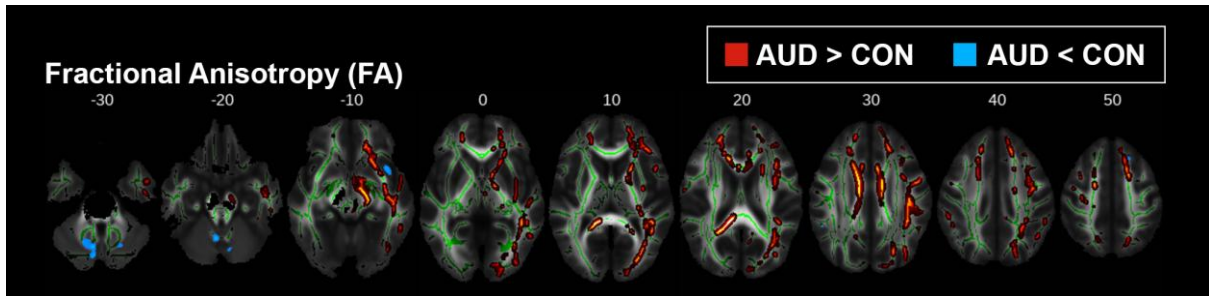 AUD > CON AUD < CON
Fractional Anisotropy (FA)
-30 -20 -10 0 10 20 30 40 50